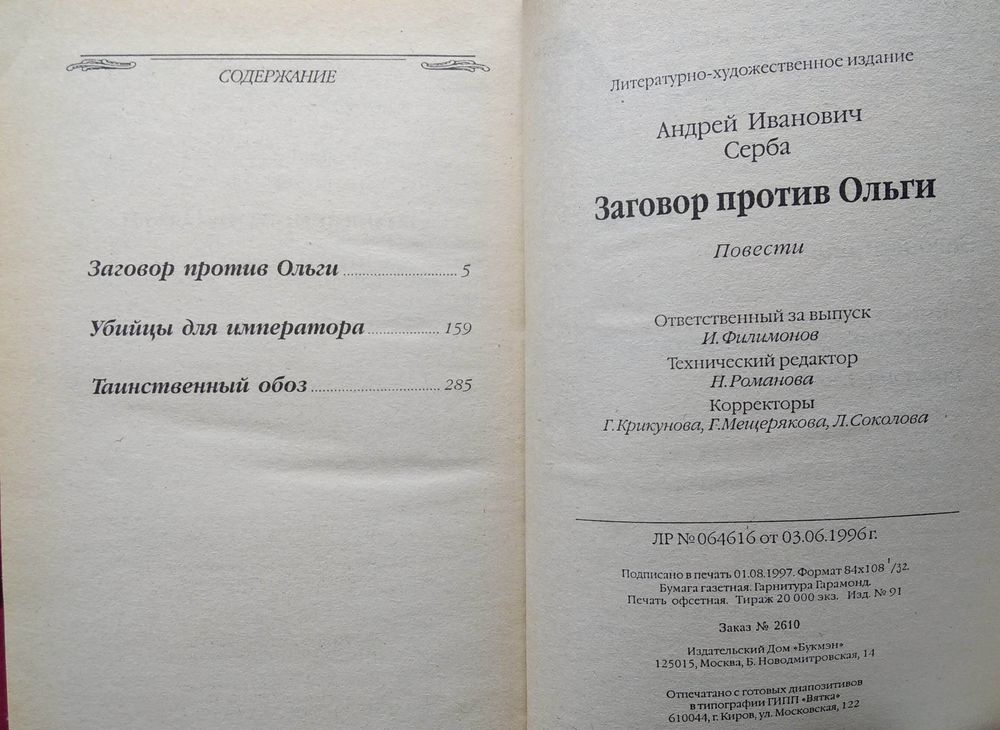 СОДЕРЖАНИЕ
Заговор против Ольги 5
Убийцы для императора 159
Таинственный обоз 285
Литературно-художественное издание
Андрей Иванович
Серба
Заговор против Ольги
Повести
Ответственный за выпуск
И. Филимонов
Технический редактор
Н. Романова
Корректоры
Г. Крикунова, Г. Мещерякова, Л. Соколова
ЛР № 064616 от 03.06.1996 г.
Подписано в печать 01.08.1997. Формат 84х108 1/32.
Бумага газетная. Гарнитура Гарамонд.
Печать офсетная. Тираж 20 000 экз. Изд. № 91
Заказ № 2610
Издательский Дом «Букмэн»
125015, Москва, Б. Новодмитровская, 14
Отпечатано с готовых диапозитивов
в типографии ГИПП «Вятка»
610044, г. Киров, ул. Московская, 122